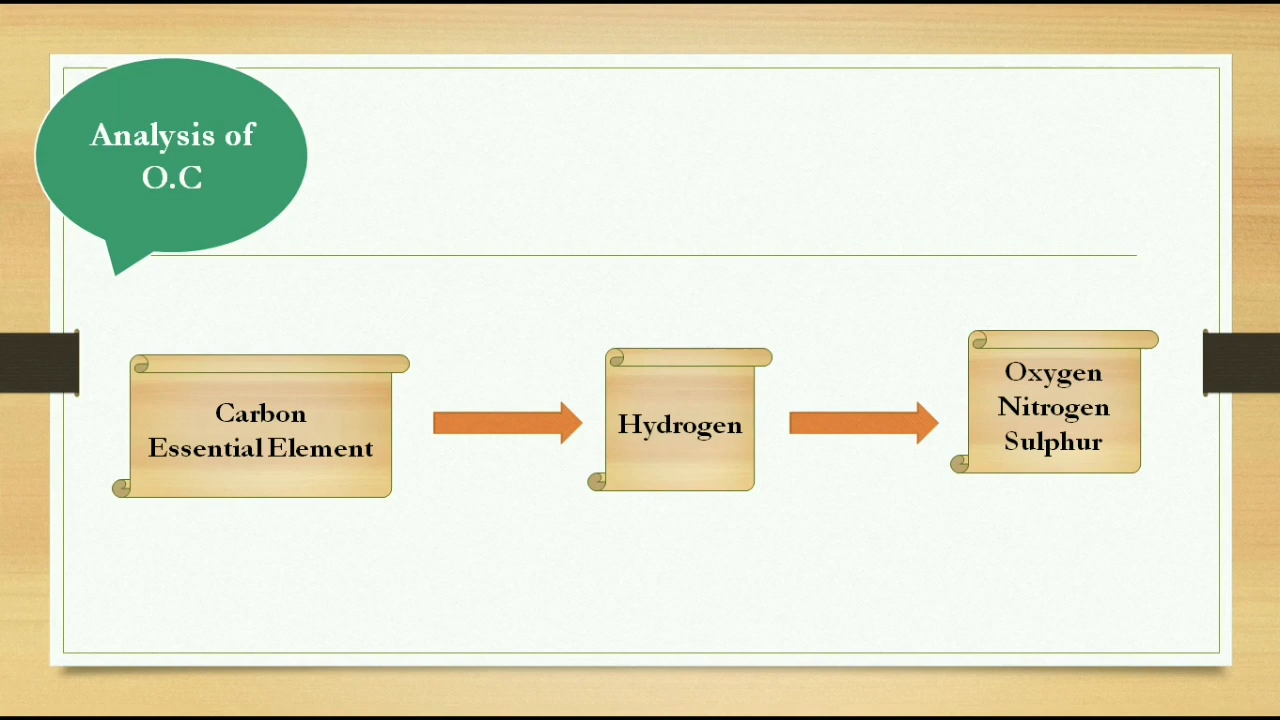 Analysis of
O.C
Carbon
Essential Element
Hydrogen
Oxygen
Nitrogen
Sulphur